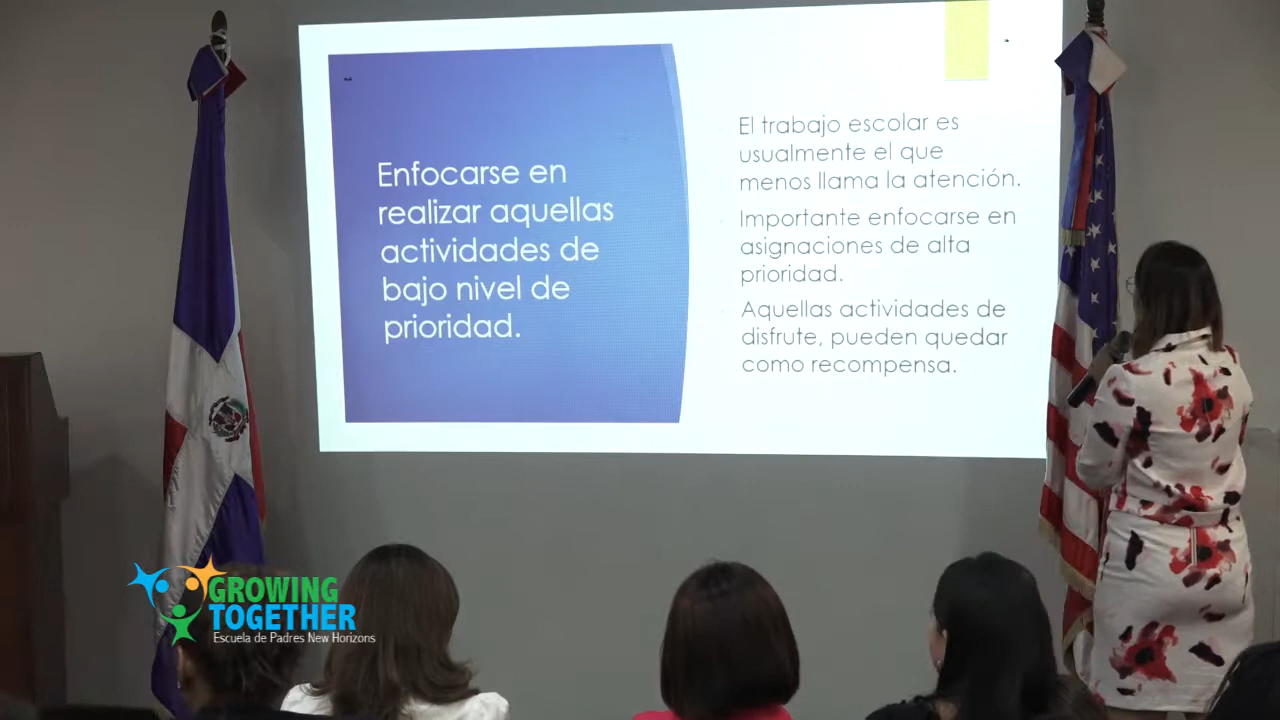 Enfocarse en
realizar aquellas
actividades de
bajo nivel de
prioridad.
El trabajo escolar es
usualmente el que
menos llama la atención.
Importante enfocarse en
asignaciones de alta
prioridad.
Aquellas actividades de
disfrute, pueden quedar
como recompensa.
GROWING
TOGETHER
Escuela de Padres New Horizons